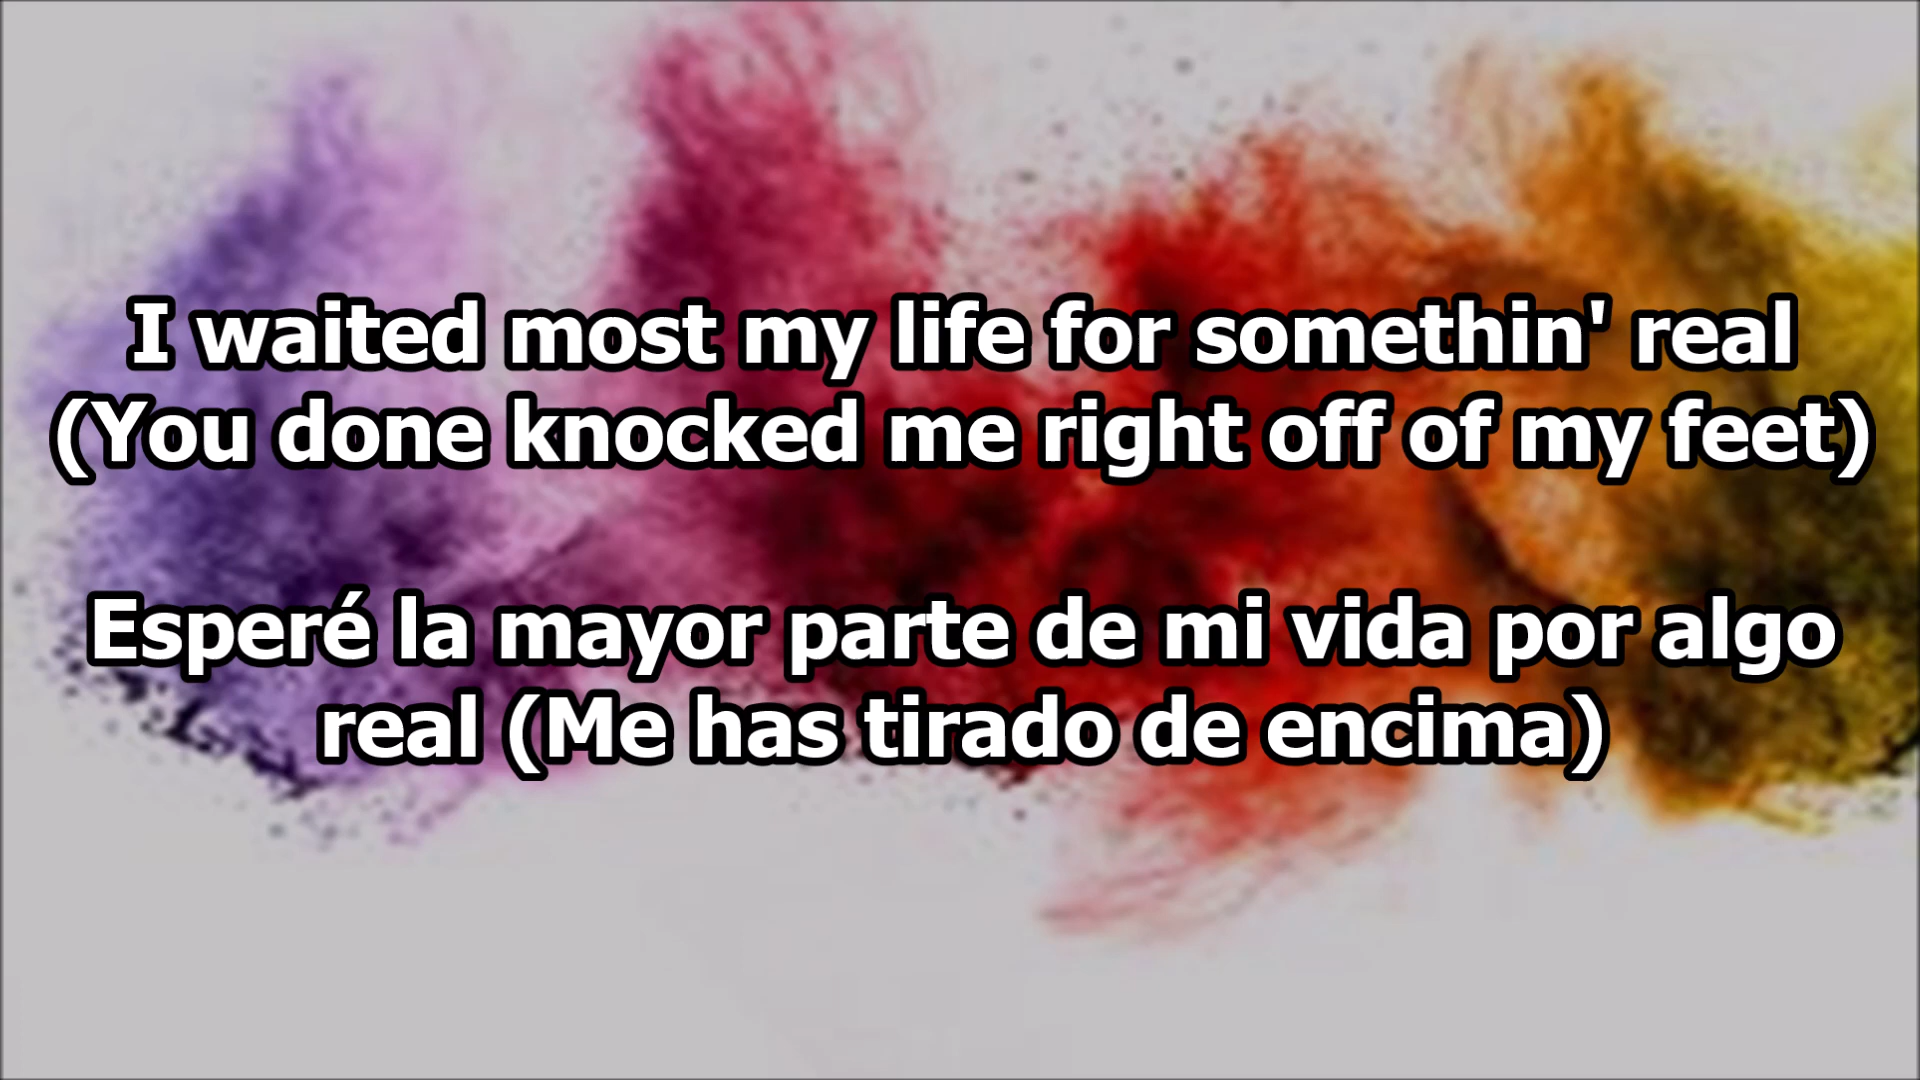 I waited most my life for somethin' real
(You done knocked me right off of my feet)
Esperé la mayor parte de mi vida por algo
real (Me has tirado de encima)